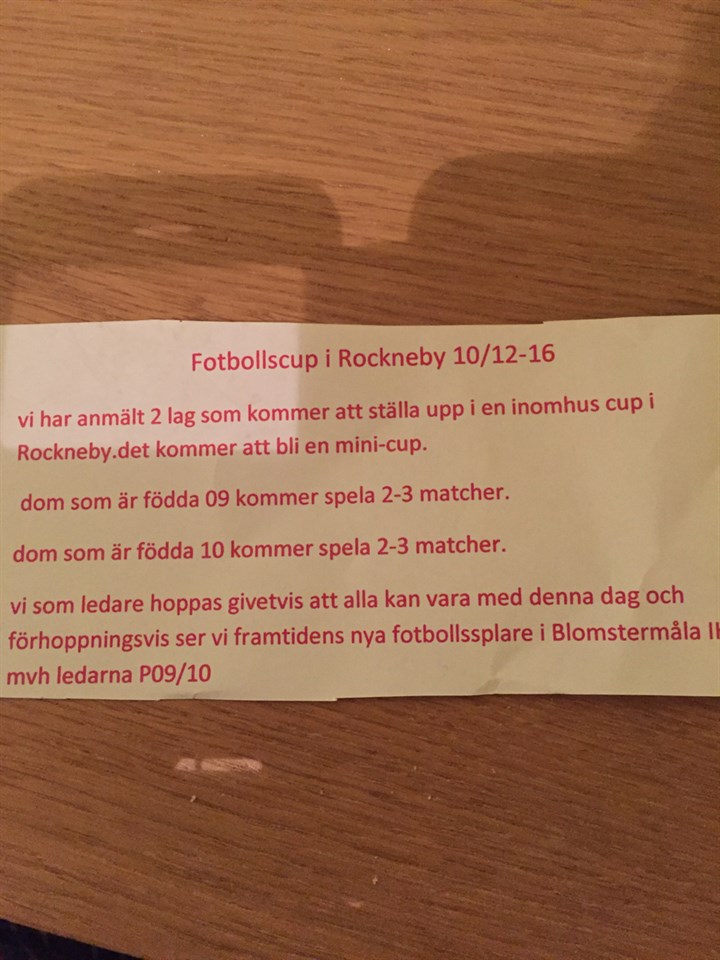 Fotbollscup i Rockneby 10/12-16
vi har anmält 2 lag som kommer att ställa upp i en inomhus cup i
Rockneby.det kommer att bli en mini-cup.
dom som är födda 09 kommer spela 2-3 matcher.
dom som är födda 10 kommer spela 2-3 matcher.
vi som ledare hoppas givetvis att alla kan vara med denna dag och
förhoppningsvis ser vi framtidens nya fotbollssplare i Blomstermåla
mvh ledarna P09/10